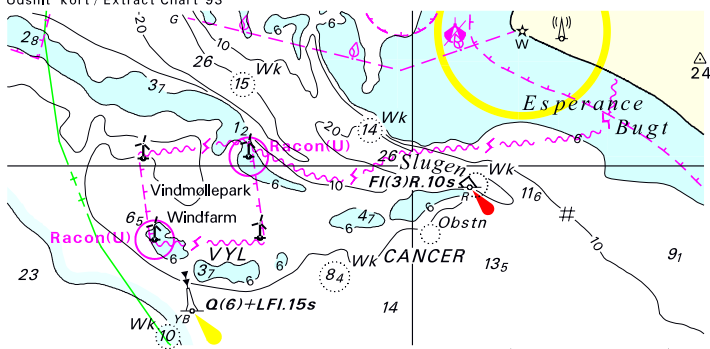 Udsnit kort / Extract Chart 93
G
20
10
26
Wk
15
2₈
3₇
W
24
Esperance
Bugt
1₂
6
Racon(U)
14
Wk
20
26
6
Slugen
Wk
Fl(3)R.10s
R
10
11₆
Vindmollepark
Windfarm
6₅
Racon(U)
6
6
VYL
4₇
6
Obstn
#
10
CANCER
9₁
23
3₇
6
8₄
Wk
13₅
14
Q(6)+LFl.15s
YB
Wk
10